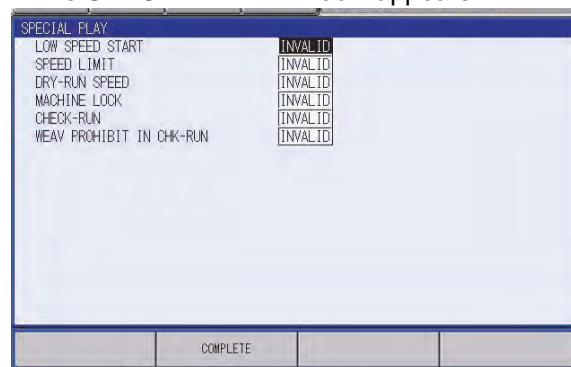 SPECIAL PLAY
LOW SPEED START INVALID
SPEED LIMIT INVALID
DRY-RUN SPEED INVALID
MACHINE LOCK INVALID
CHECK-RUN INVALID
WEAV PROHIBIT IN CHK-RUN INVALID
COMPLETE